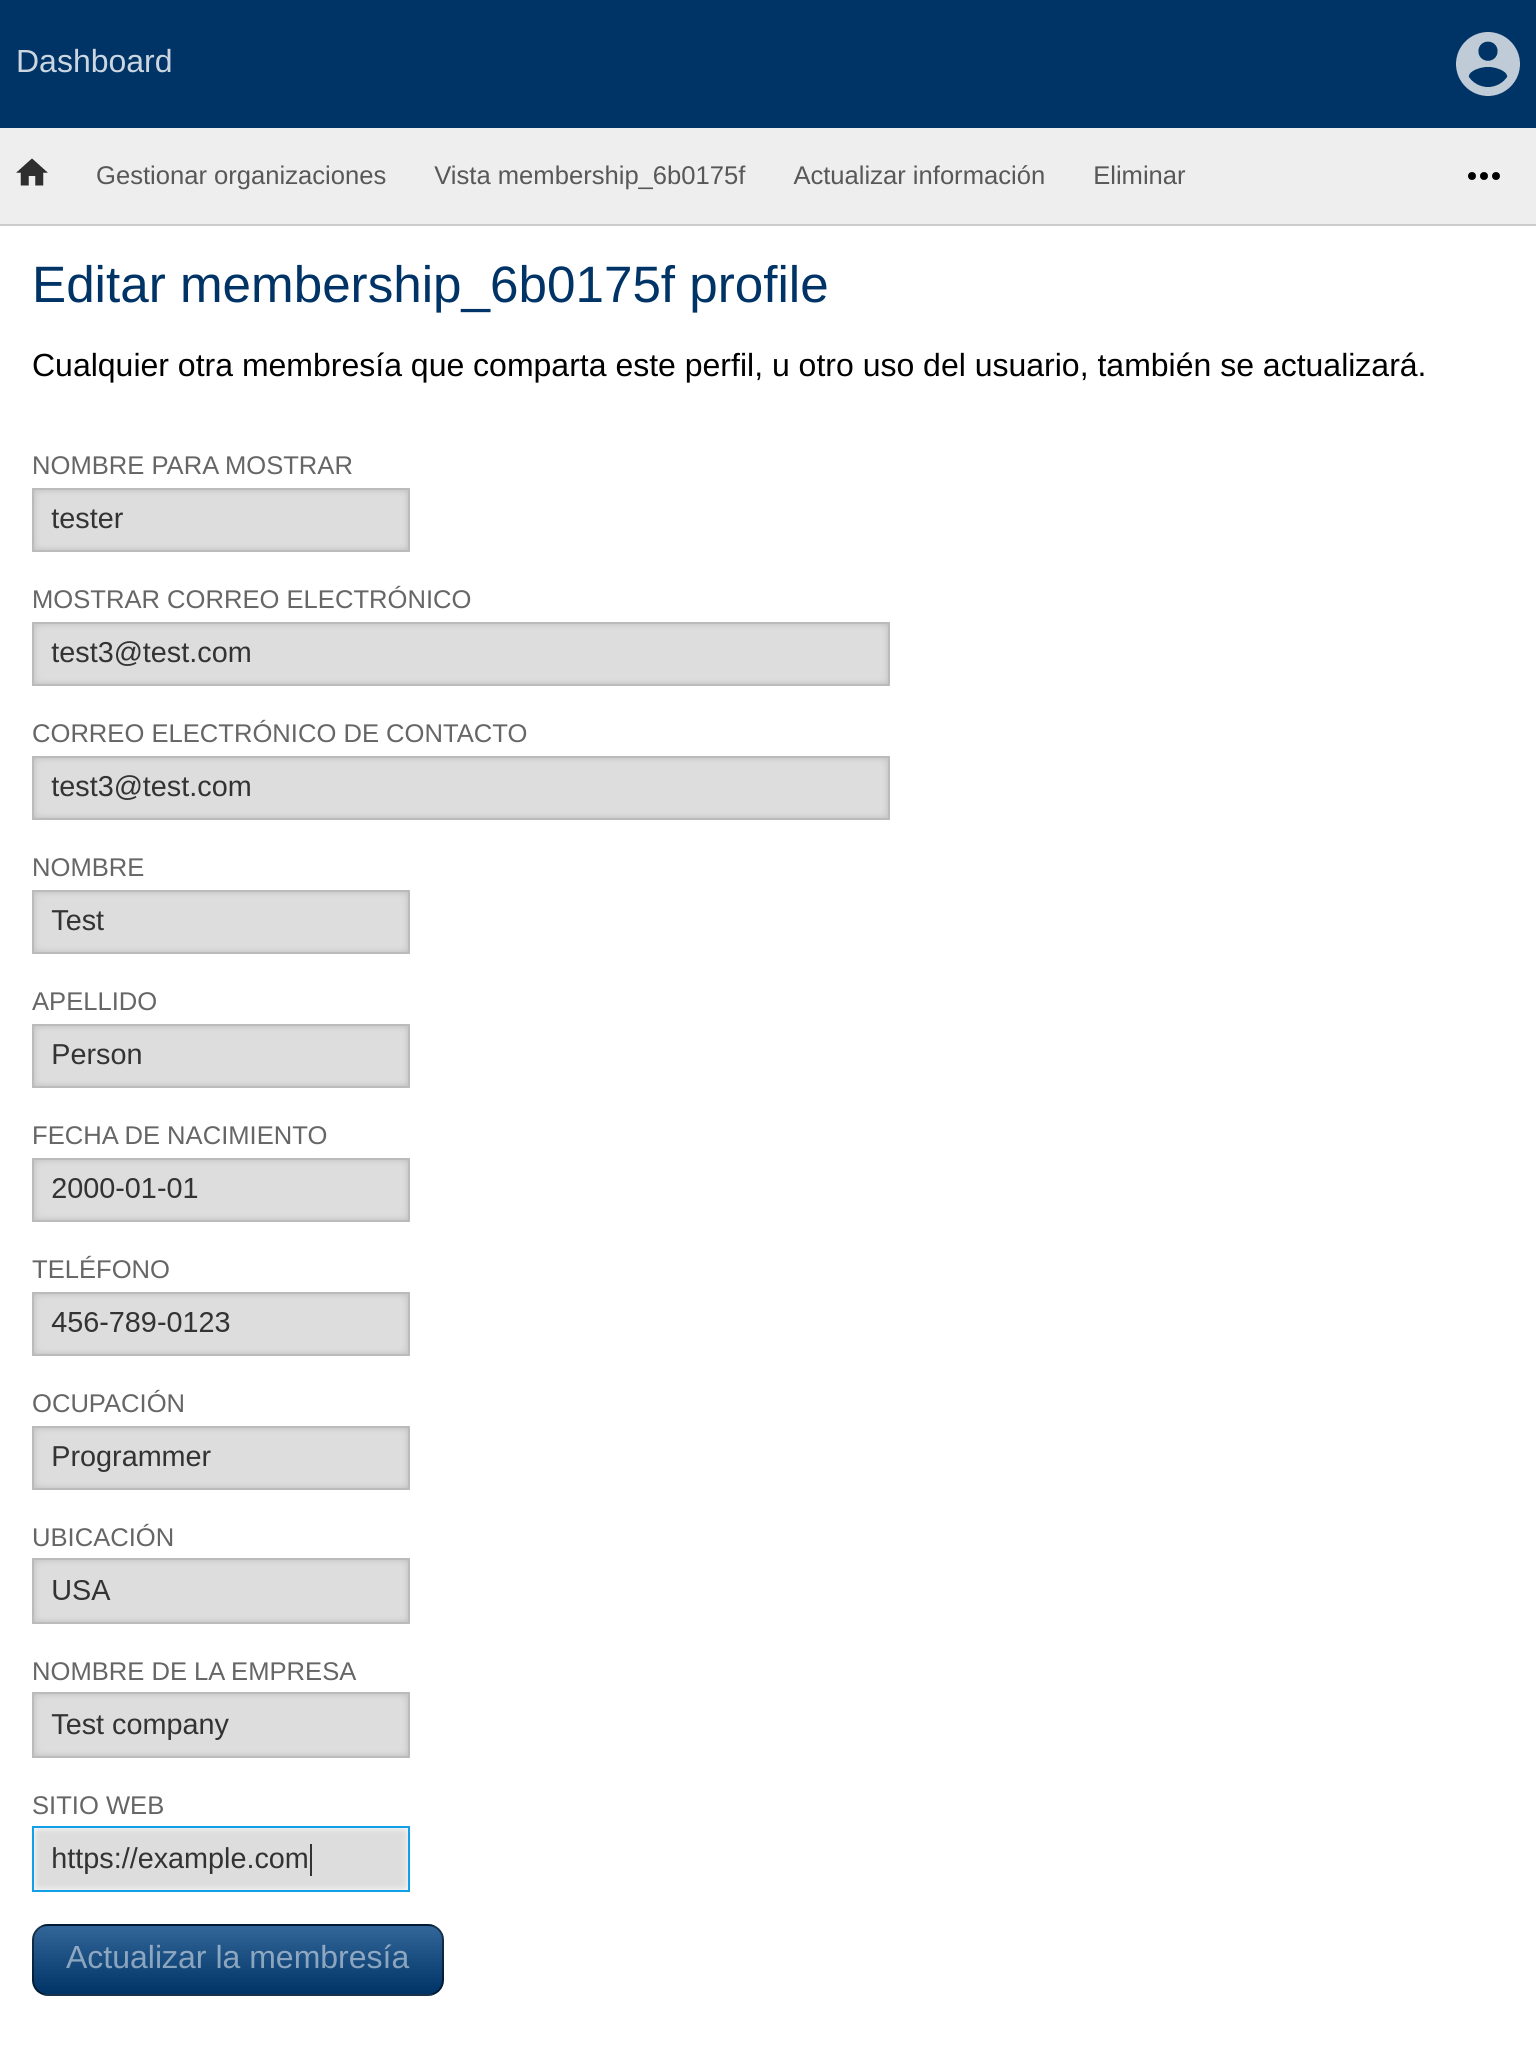 Dashboard
Gestionar organizaciones Vista membership_6b0175f Actualizar información Eliminar
Editar membership_6b0175f profile
Cualquier otra membresía que comparta este perfil, u otro uso del usuario, también se actualizará.
NOMBRE PARA MOSTRAR
tester
MOSTRAR CORREO ELECTRÓNICO
test3@test.com
CORREO ELECTRÓNICO DE CONTACTO
test3@test.com
NOMBRE
Test
APELLIDO
Person
FECHA DE NACIMIENTO
2000-01-01
TELÉFONO
456-789-0123
OCUPACIÓN
Programmer
UBICACIÓN
USA
NOMBRE DE LA EMPRESA
Test company
SITIO WEB
https://example.com
Actualizar la membresía